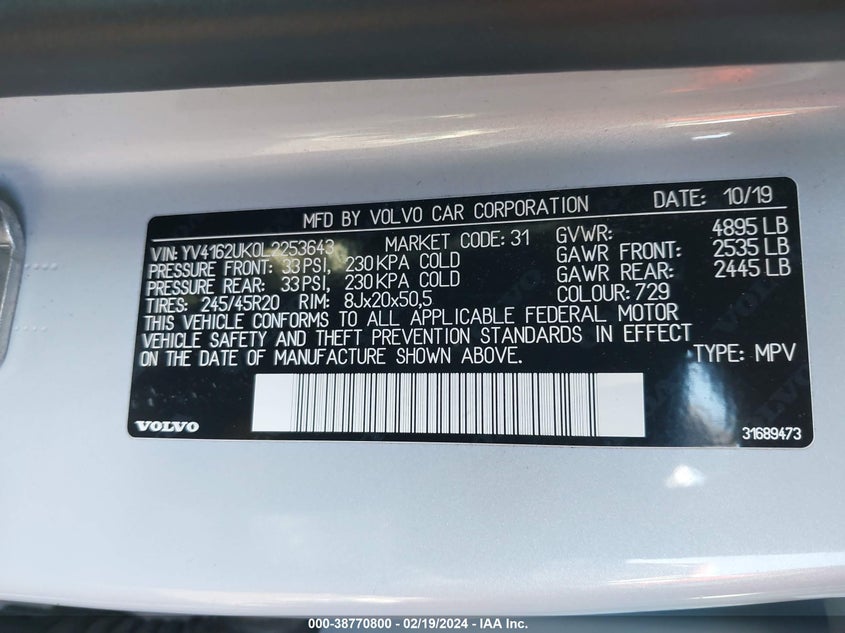 MFD BY VOLVO CAR CORPORATION DATE: 10/19
VIN: YV4162UK0L2253643 MARKET CODE: 31 GVWR: 4895 LB
PRESSURE FRONT: 33 PSI, 230 KPA COLD GAWR FRONT: 2535 LB
PRESSURE REAR: 33 PSI, 230 KPA COLD GAWR REAR: 2445 LB
TIRES: 245/45R20 RIM: 8Jx20x50,5 COLOUR: 729
THIS VEHICLE CONFORMS TO ALL APPLICABLE FEDERAL MOTOR
VEHICLE SAFETY AND THEFT PREVENTION STANDARDS IN EFFECT
ON THE DATE OF MANUFACTURE SHOWN ABOVE. TYPE: MPV
VOLVO 31689473
000-38770800 - 02/19/2024 - IAA Inc.